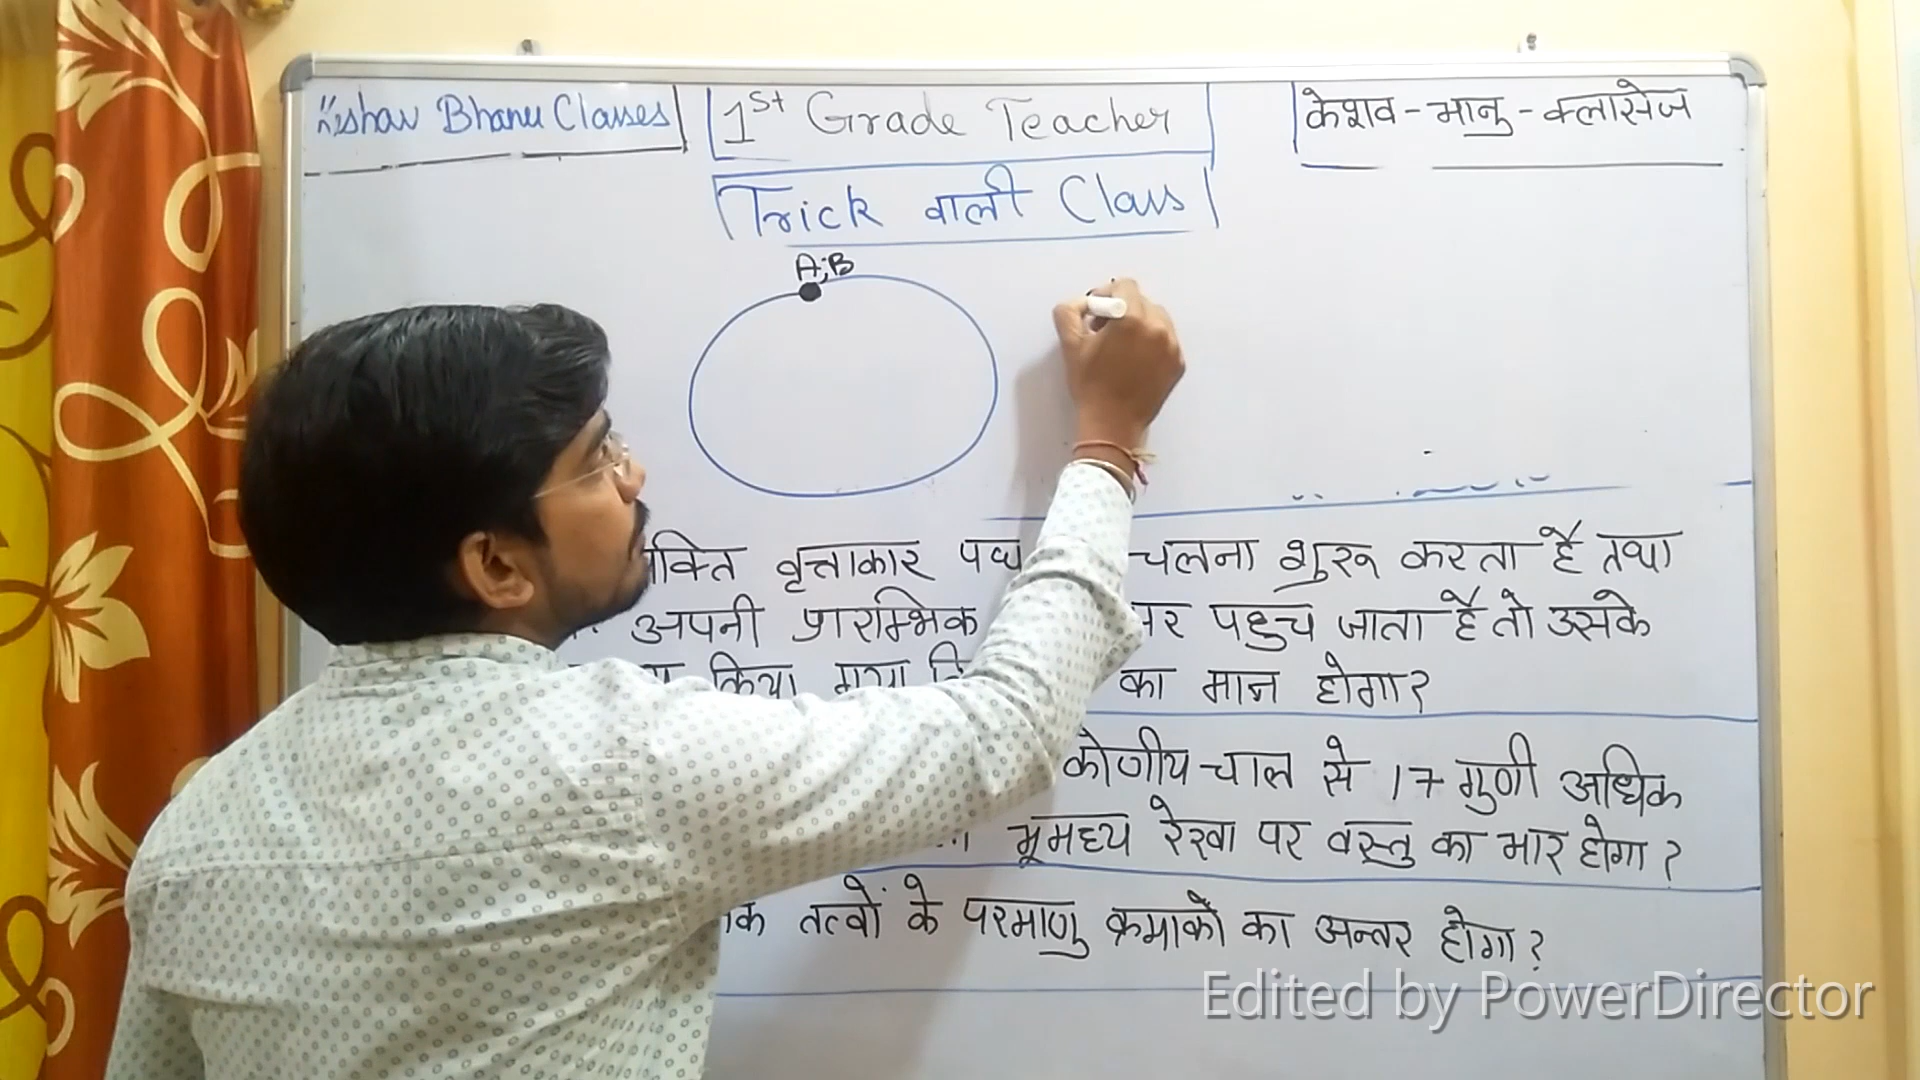 Keshav Bhanu Classes
1st Grade Teacher
केशव-भानु-क्लासेज
Trick वाली Class
A;B
वृत्ताकार चलना शुरू करता है तथा
अपनी प्रारम्भिक पर पहुच जाता है तो उसके
किया गया का मान होगा?
कोणीय-चाल से 17 गुणी अधिक
भूमध्य रेखा पर वस्तु का भार होगा?
तत्वों के परमाणु क्रमाकों का अन्तर होगा?
Edited by PowerDirector